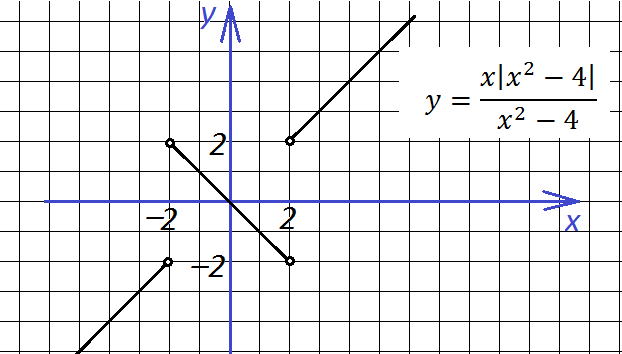 y
y = x|x² − 4| / x² − 4
2
−2 2
x
−2